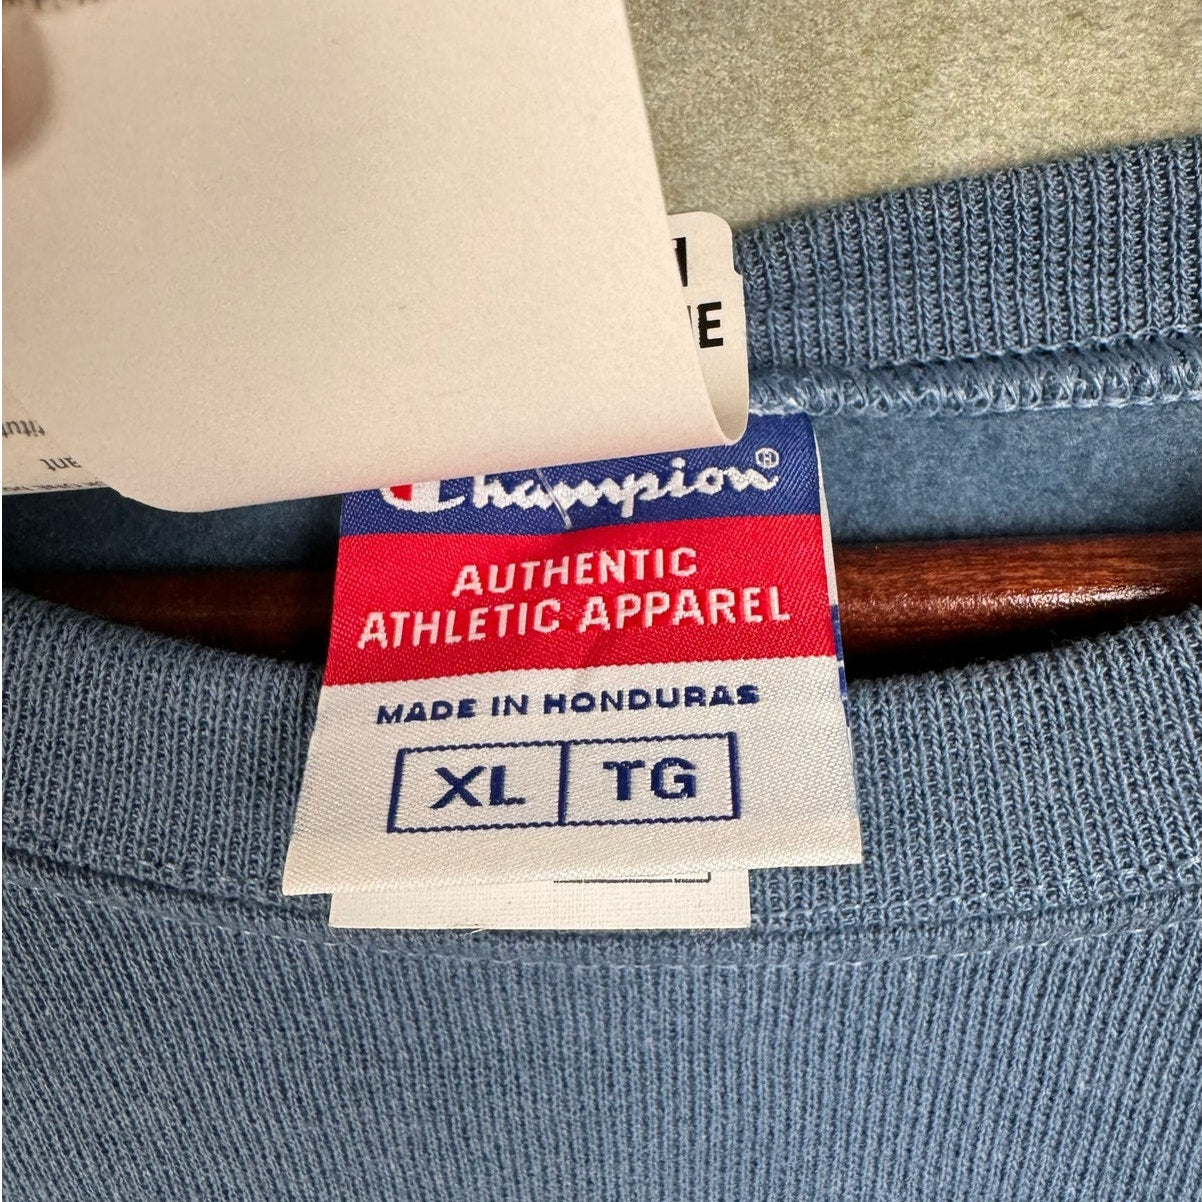 Champion®
AUTHENTIC
ATHLETIC APPAREL
MADE IN HONDURAS
XL TG